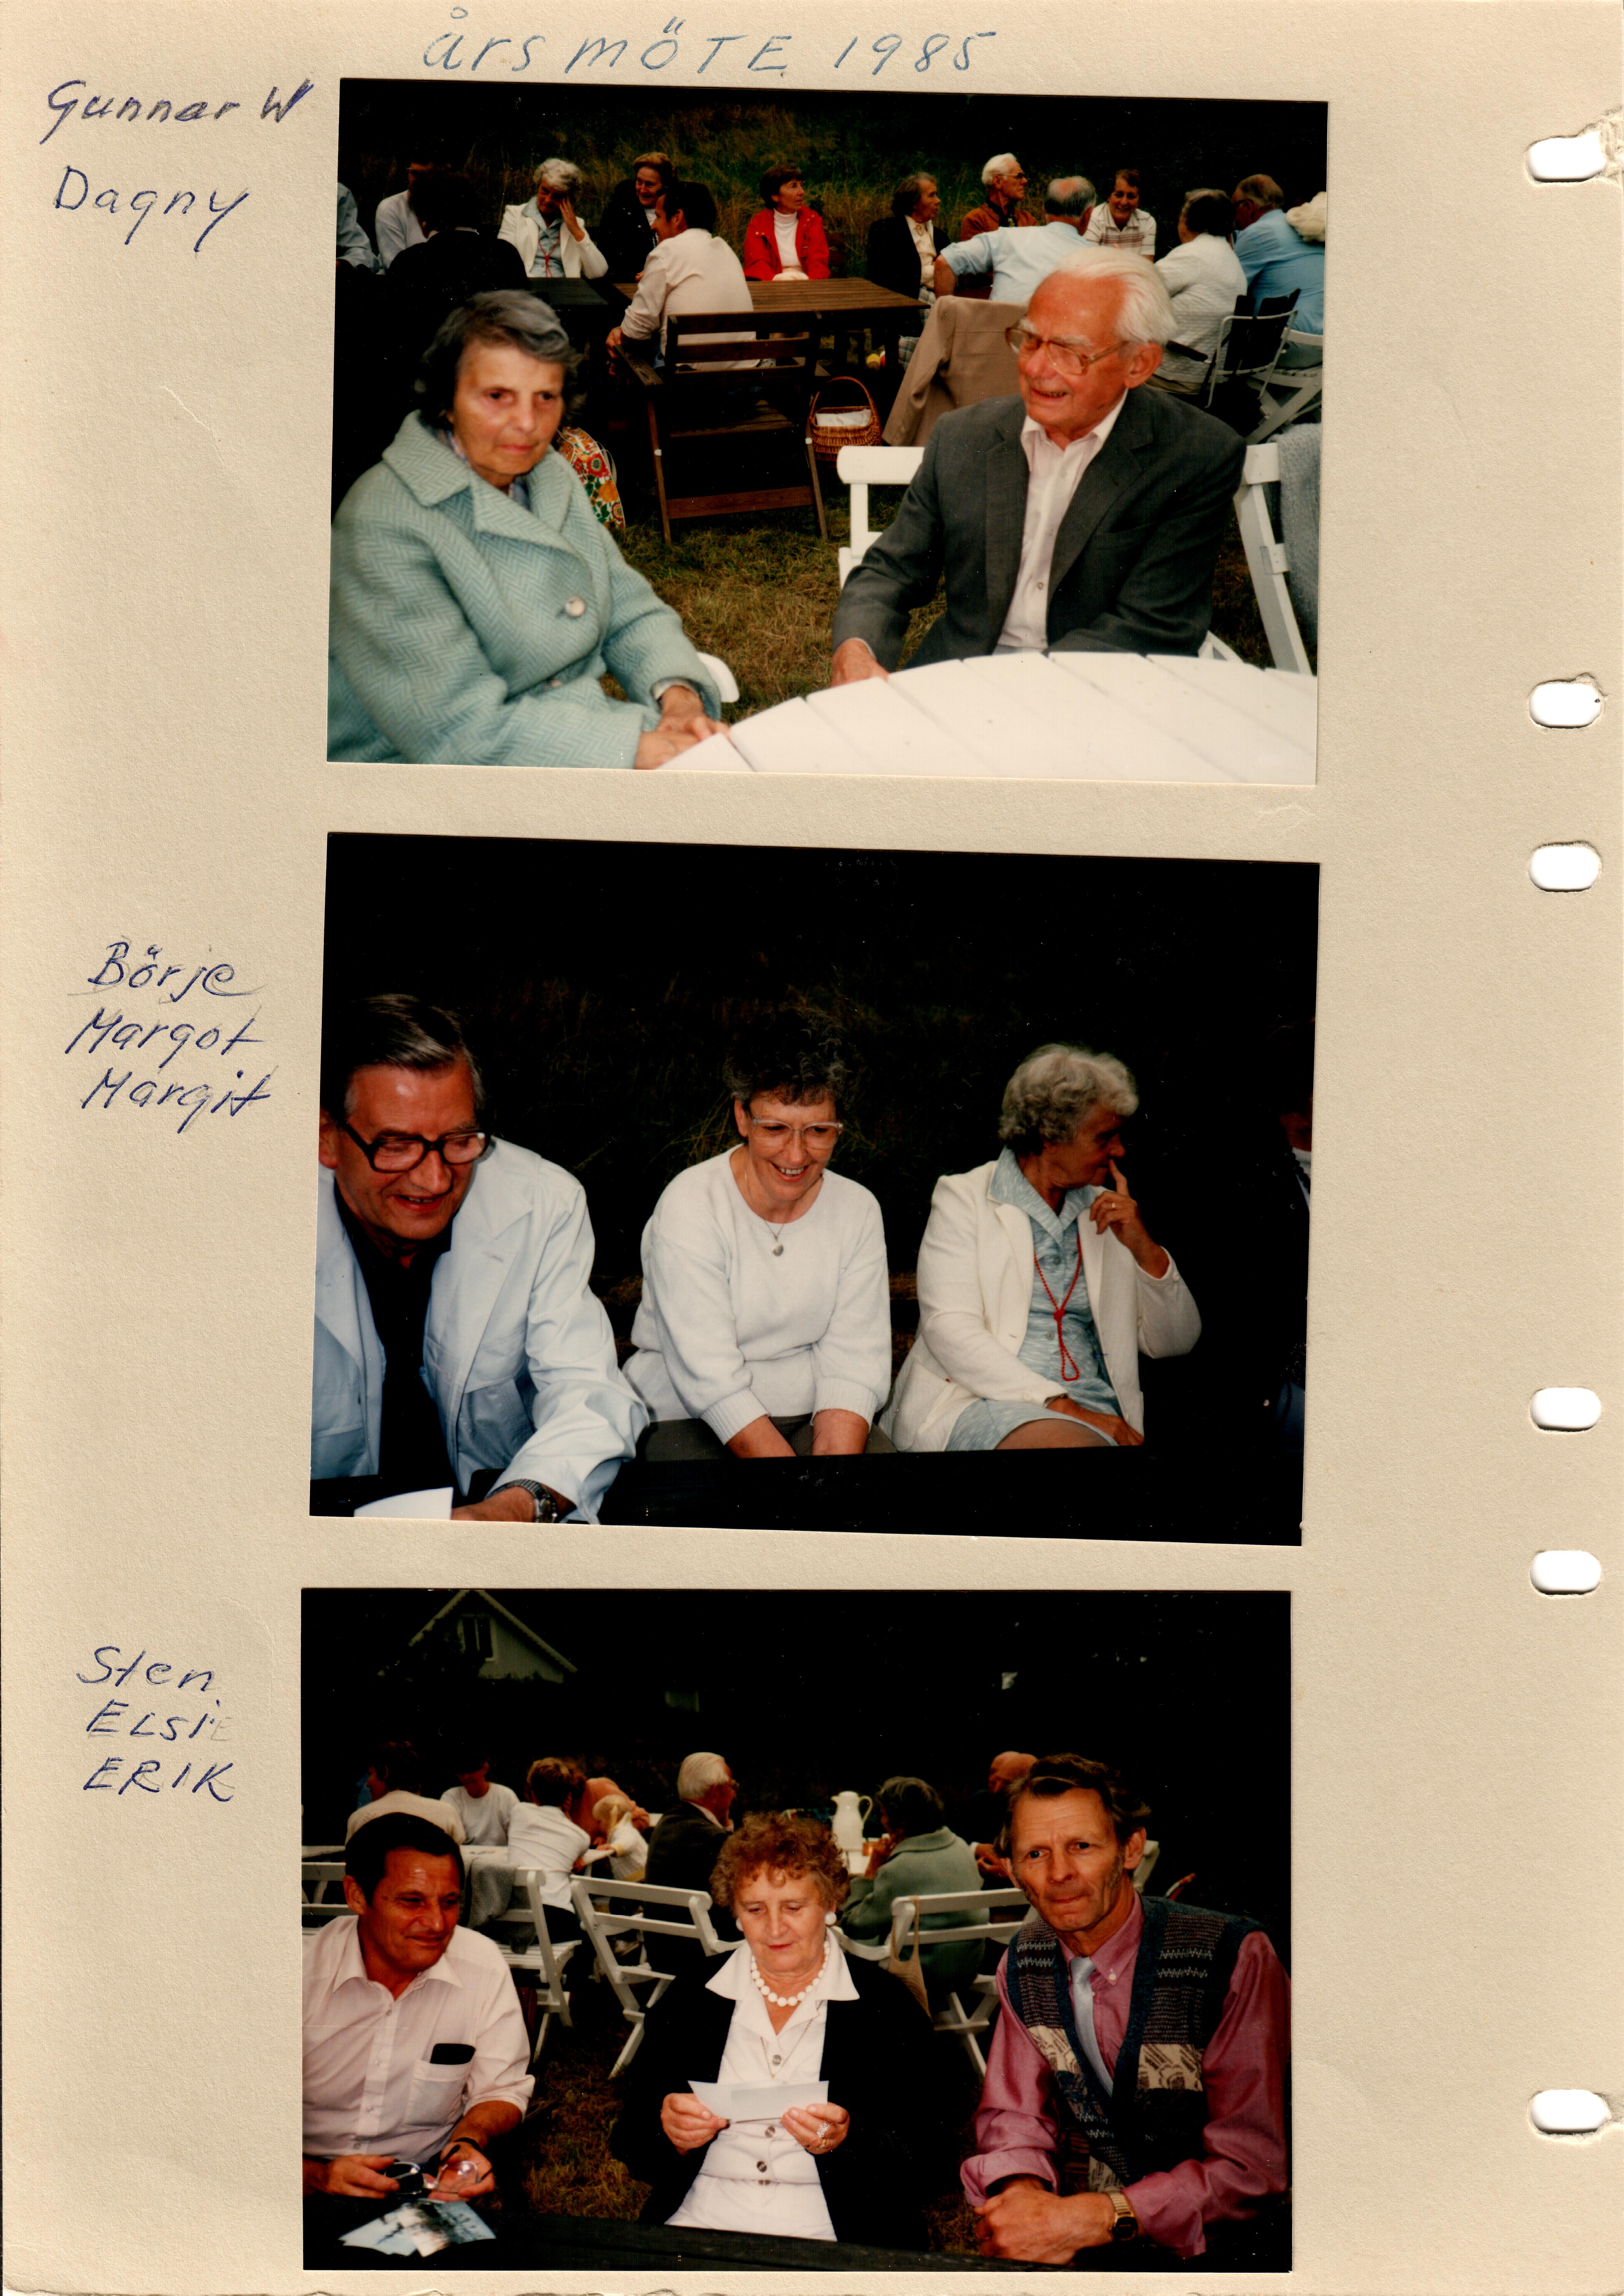 årsmöTE 1985
Gunnar W
Dagny
Börje
Margot
Margit
Sten
ELSiE
ERIK